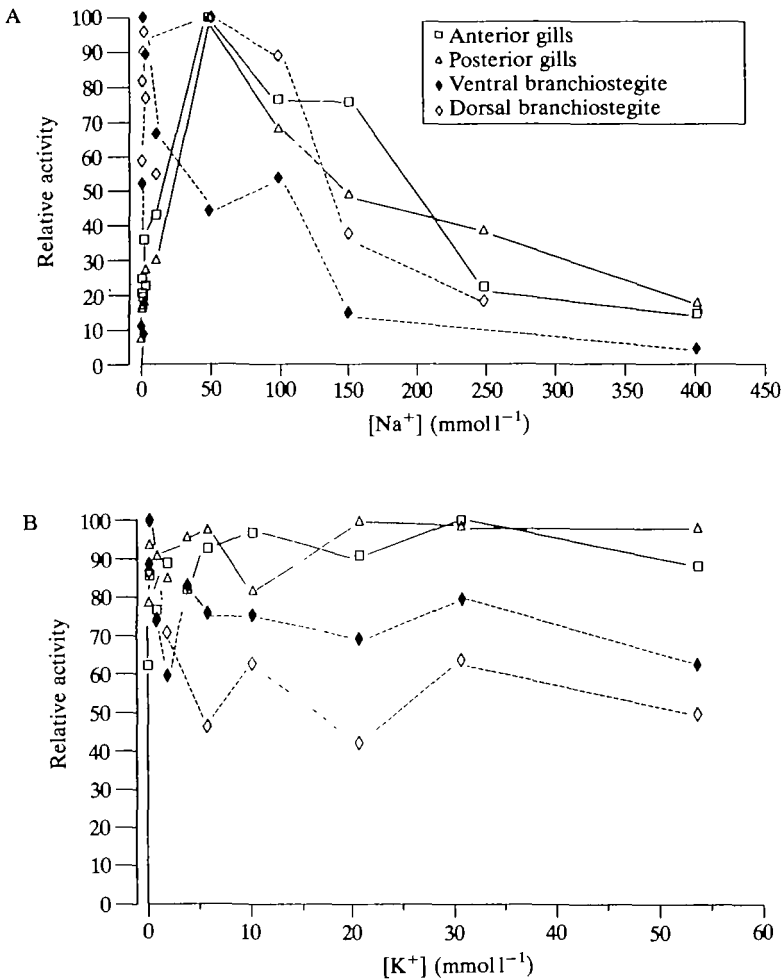 A
100
90
80
70
60
50
40
30
20
10
0
Relative activity
□ Anterior gills
△ Posterior gills
♦ Ventral branchiostegite
◊ Dorsal branchiostegite
0 50 100 150 200 250 300 350 400 450
[Na⁺] (mmol l⁻¹)
B
100
90
80
70
60
50
40
30
20
10
0
Relative activity
0 10 20 30 40 50 60
[K⁺] (mmol l⁻¹)